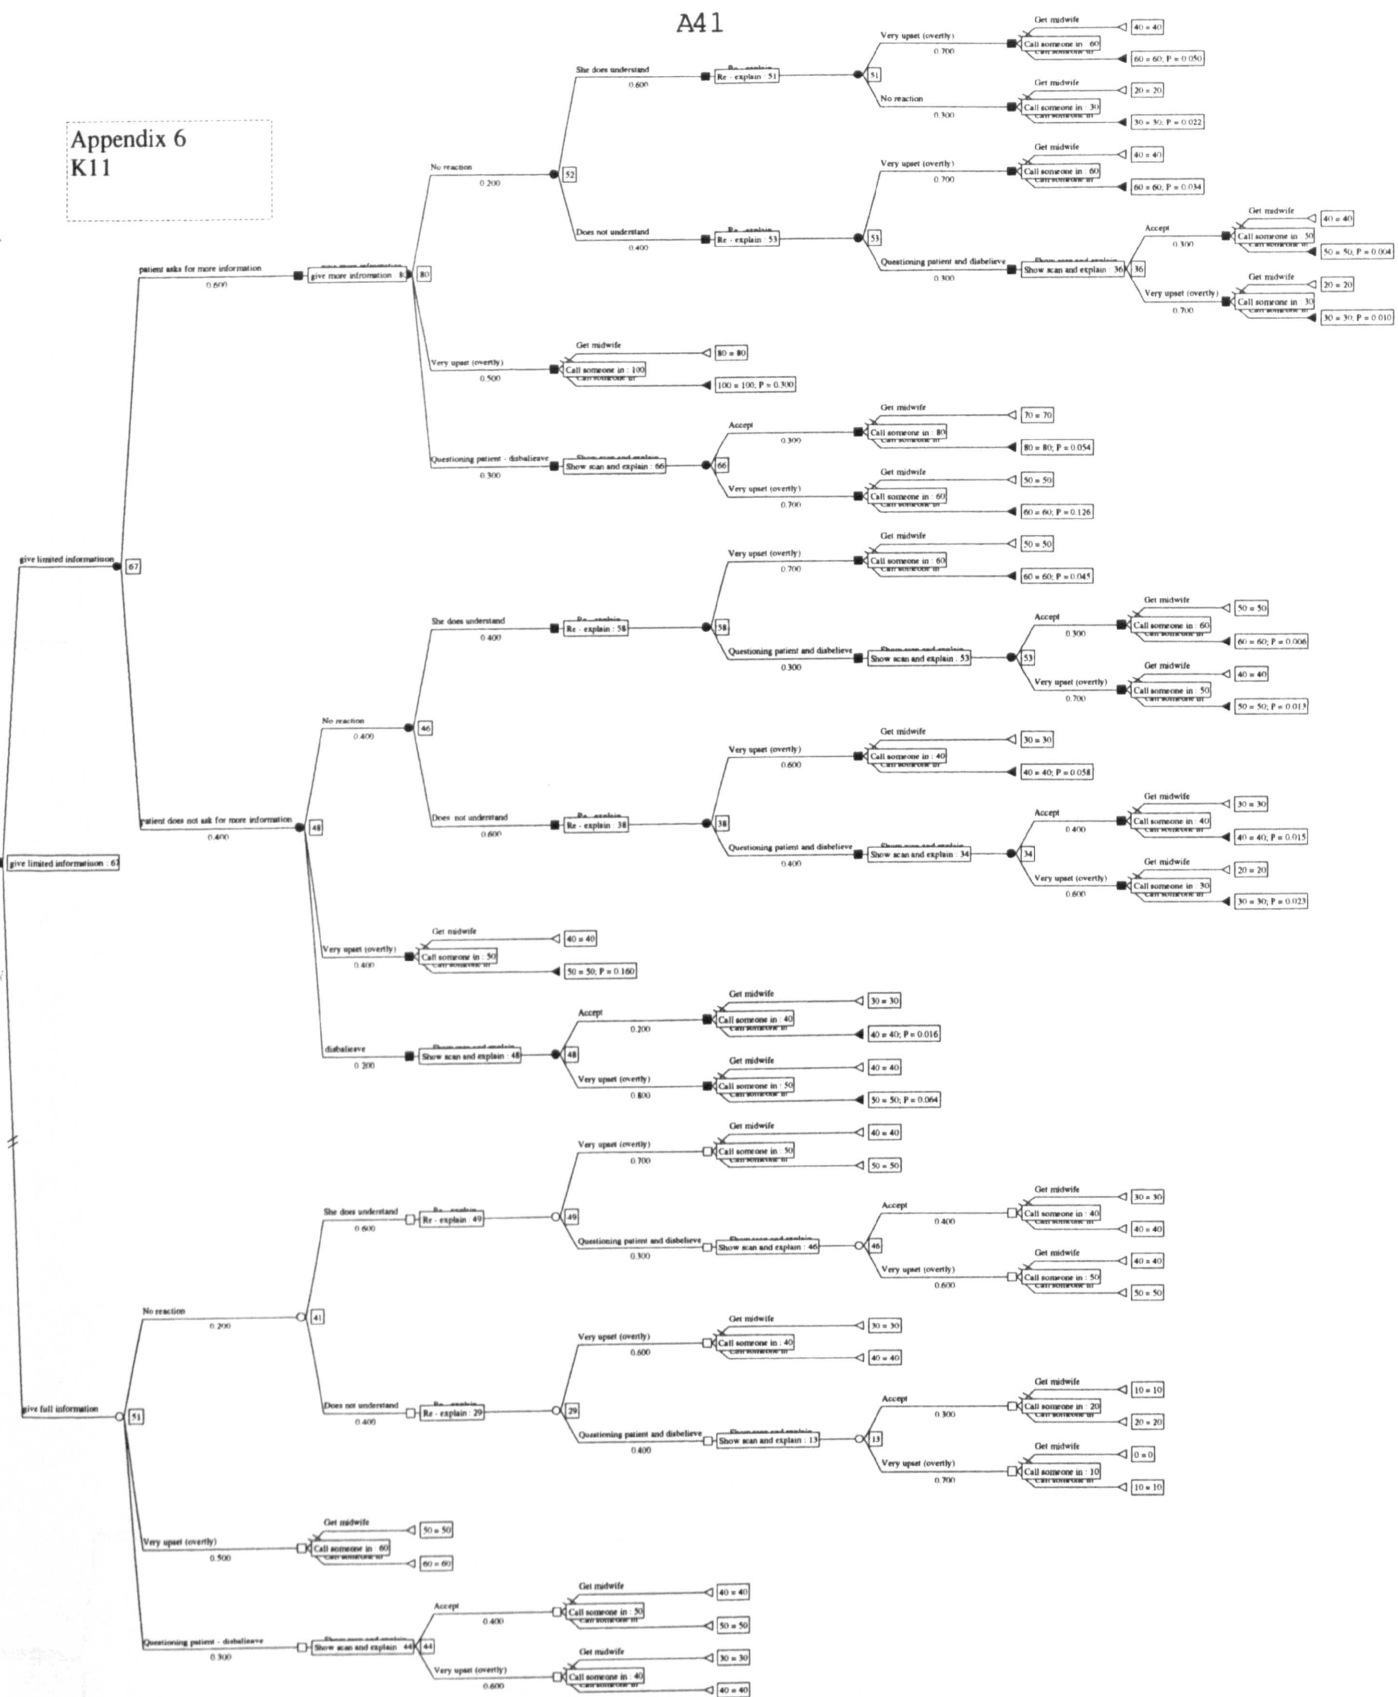 A41
Appendix 6
K11
Get midwife
40 = 40
Very upset (overtly)
0.700
Call someone in : 60
60 = 60; P = 0.050
She does understand
0.600
Re - explain : 51
51
Get midwife
20 = 20
No reaction
0.300
Call someone in : 30
30 = 30; P = 0.022
No reaction
0.200
52
Get midwife
40 = 40
Very upset (overtly)
0.700
Call someone in : 60
60 = 60; P = 0.034
Does not understand
0.400
Re - explain : 53
53
Questioning patient and disbelieve
0.300
Show scan and explain : 36
36
Accept
0.300
Get midwife
40 = 40
Call someone in : 50
50 = 50; P = 0.004
Very upset (overtly)
0.700
Get midwife
20 = 20
Call someone in : 30
30 = 30; P = 0.010
patient asks for more information
0.600
give more infromation : 80
80
Very upset (overtly)
0.500
Get midwife
80 = 80
Call someone in : 100
100 = 100; P = 0.300
Questioning patient - disbalieave
0.300
Show scan and explain : 66
66
Accept
0.300
Get midwife
70 = 70
Call someone in : 80
80 = 80; P = 0.054
Very upset (overtly)
0.700
Get midwife
50 = 50
Call someone in : 60
60 = 60; P = 0.126
give limited informatiuon
67
She does understand
0.400
Re - explain : 58
58
Very upset (overtly)
0.700
Get midwife
50 = 50
Call someone in : 60
60 = 60; P = 0.045
Questioning patient and disbelieve
0.300
Show scan and explain : 53
53
Accept
0.300
Get midwife
50 = 50
Call someone in : 60
60 = 60; P = 0.006
Very upset (overtly)
0.700
Get midwife
40 = 40
Call someone in : 50
50 = 50; P = 0.013
No reaction
0.400
46
Does not understand
0.600
Re - explain : 38
38
Very upset (overtly)
0.600
Get midwife
30 = 30
Call someone in : 40
40 = 40; P = 0.058
Questioning patient and disbelieve
0.400
Show scan and explain : 34
34
Accept
0.400
Get midwife
30 = 30
Call someone in : 40
40 = 40; P = 0.015
Very upset (overtly)
0.600
Get midwife
20 = 20
Call someone in : 30
30 = 30; P = 0.023
patient does not ask for more information
0.400
48
give limited informatiuon : 67
Very upset (overtly)
0.400
Get midwife
40 = 40
Call someone in : 50
50 = 50; P = 0.160
disbalieave
0.200
Show scan and explain : 48
48
Accept
0.200
Get midwife
30 = 30
Call someone in : 40
40 = 40; P = 0.016
Very upset (overtly)
0.800
Get midwife
40 = 40
Call someone in : 50
50 = 50; P = 0.064
She does understand
0.600
Re - explain : 49
49
Very upset (overtly)
0.700
Get midwife
40 = 40
Call someone in : 50
50 = 50
Questioning patient and disbelieve
0.300
Show scan and explain : 46
46
Accept
0.400
Get midwife
30 = 30
Call someone in : 40
40 = 40
Very upset (overtly)
0.600
Get midwife
40 = 40
Call someone in : 50
50 = 50
No reaction
0.200
41
Does not understand
0.400
Re - explain : 29
29
Very upset (overtly)
0.600
Get midwife
30 = 30
Call someone in : 40
40 = 40
Questioning patient and disbelieve
0.400
Show scan and explain : 13
13
Accept
0.300
Get midwife
10 = 10
Call someone in : 20
20 = 20
Very upset (overtly)
0.700
Get midwife
0 = 0
Call someone in : 10
10 = 10
give full information
51
Very upset (overtly)
0.500
Get midwife
50 = 50
Call someone in : 60
60 = 60
Questioning patient - disbalieave
0.300
Show scan and explain : 44
44
Accept
0.400
Get midwife
40 = 40
Call someone in : 50
50 = 50
Very upset (overtly)
0.600
Get midwife
30 = 30
Call someone in : 40
40 = 40